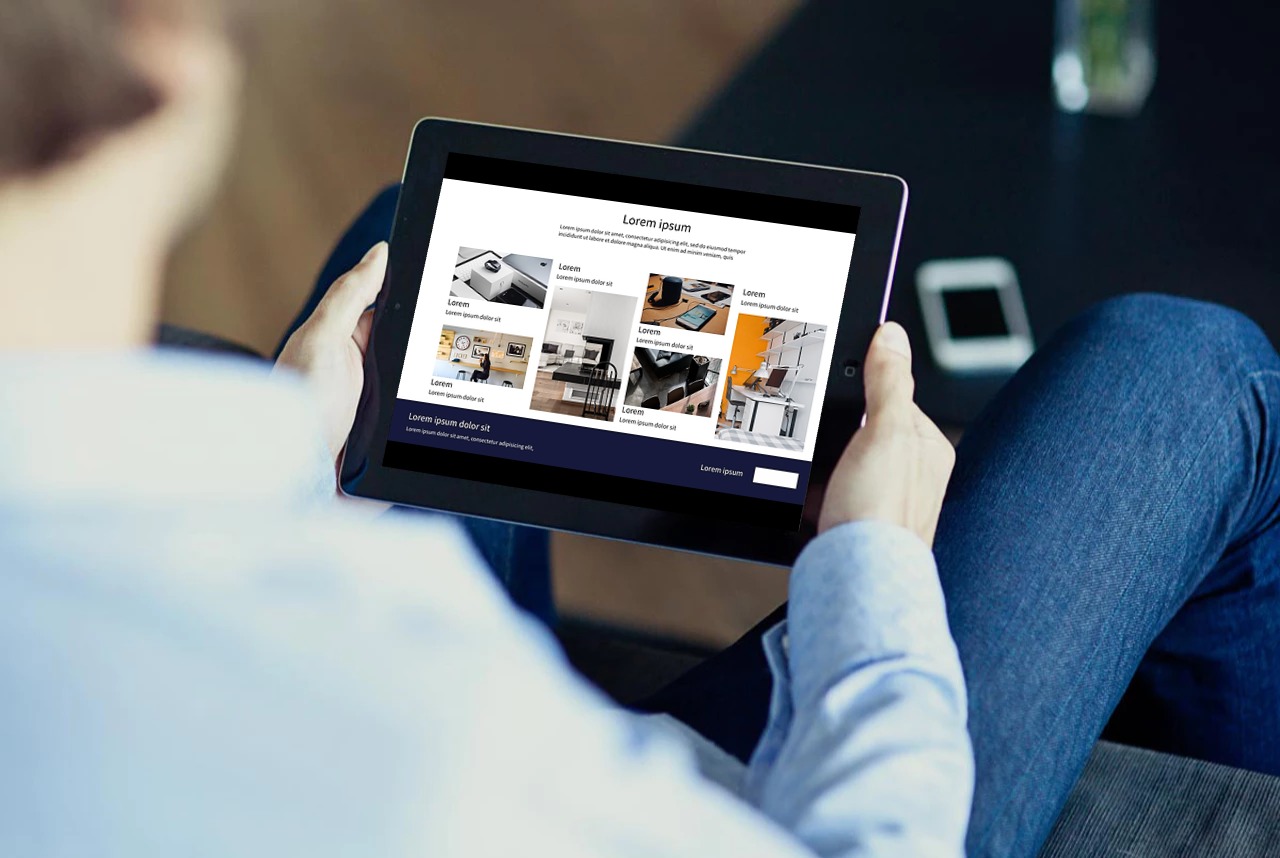 Lorem ipsum
Lorem ipsum dolor sit amet, consectetur adipisicing elit, sed do eiusmod tempor
incididunt ut labore et dolore magna aliqua. Ut enim ad minim veniam, quis
Lorem
Lorem ipsum dolor sit
Lorem
Lorem ipsum dolor sit
Lorem
Lorem ipsum dolor sit
Lorem
Lorem ipsum dolor sit
Lorem
Lorem ipsum dolor sit
Lorem
Lorem ipsum dolor sit
Lorem ipsum dolor sit
Lorem ipsum dolor sit amet, consectetur adipisicing elit,
Lorem ipsum